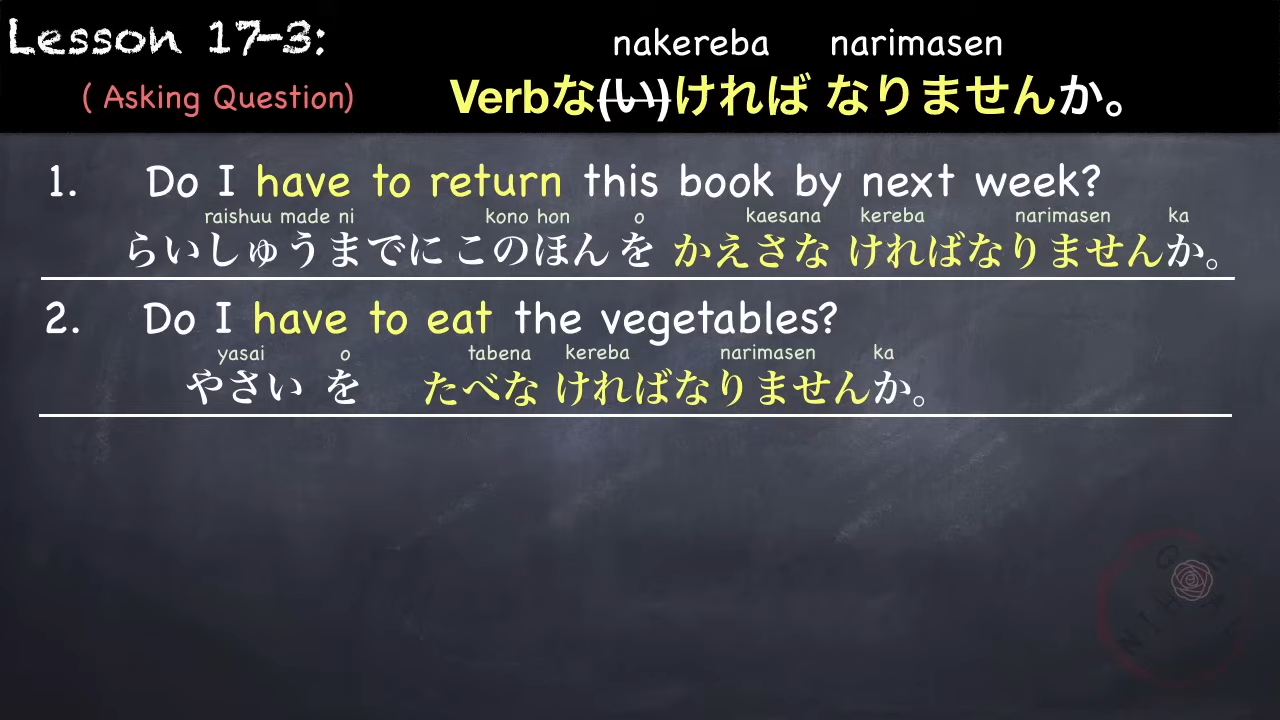 Lesson 17-3:
nakereba narimasen
( Asking Question)
Verbな(い)ければ なりませんか。
1. Do I have to return this book by next week?
raishuu made ni kono hon o kaesana kereba narimasen ka
らいしゅうまでに このほん を かえさな ければなりませんか。
2. Do I have to eat the vegetables?
yasai o tabena kereba narimasen ka
やさい を たべな ければなりませんか。